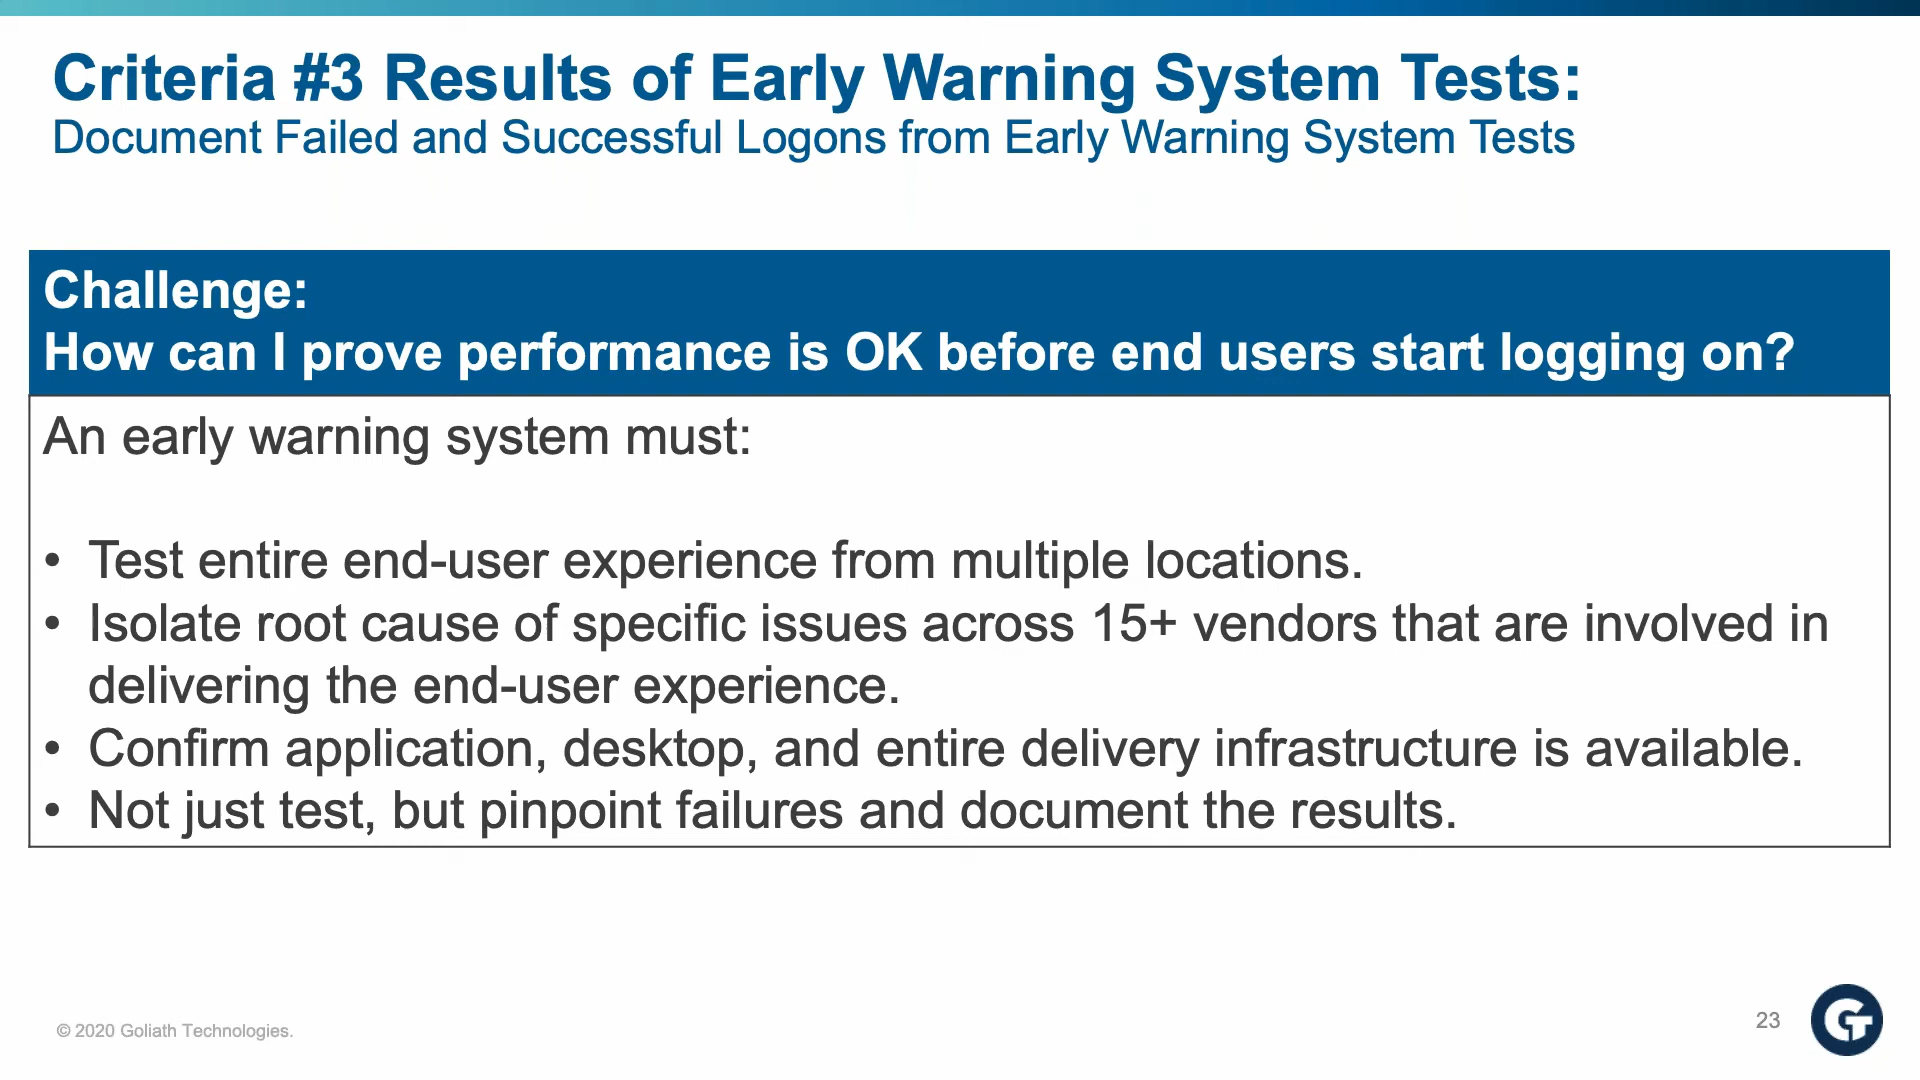 Criteria #3 Results of Early Warning System Tests:
Document Failed and Successful Logons from Early Warning System Tests
Challenge:
How can I prove performance is OK before end users start logging on?
An early warning system must:
• Test entire end-user experience from multiple locations.
• Isolate root cause of specific issues across 15+ vendors that are involved in
delivering the end-user experience.
• Confirm application, desktop, and entire delivery infrastructure is available.
• Not just test, but pinpoint failures and document the results.
© 2020 Goliath Technologies.
23